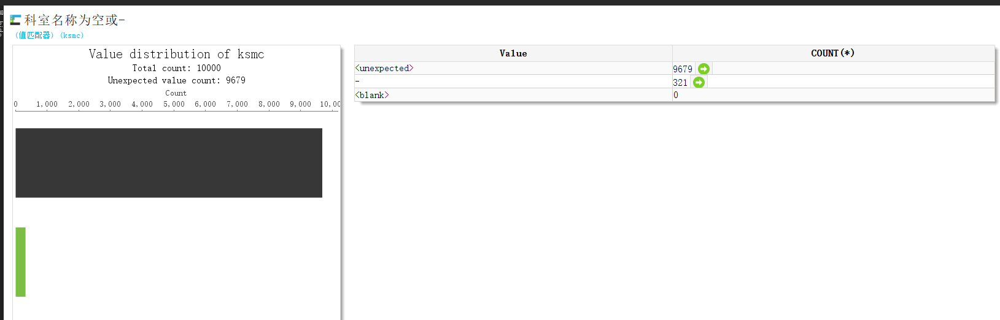 科室名称为空或-
(值匹配器) (ksmc)
Value distribution of ksmc
Total count: 10000
Unexpected value count: 9679
Count
0 1,000 2,000 3,000 4,000 5,000 6,000 7,000 8,000 9,000 10,00
Value COUNT(*)
<unexpected> 9679
- 321
<blank> 0